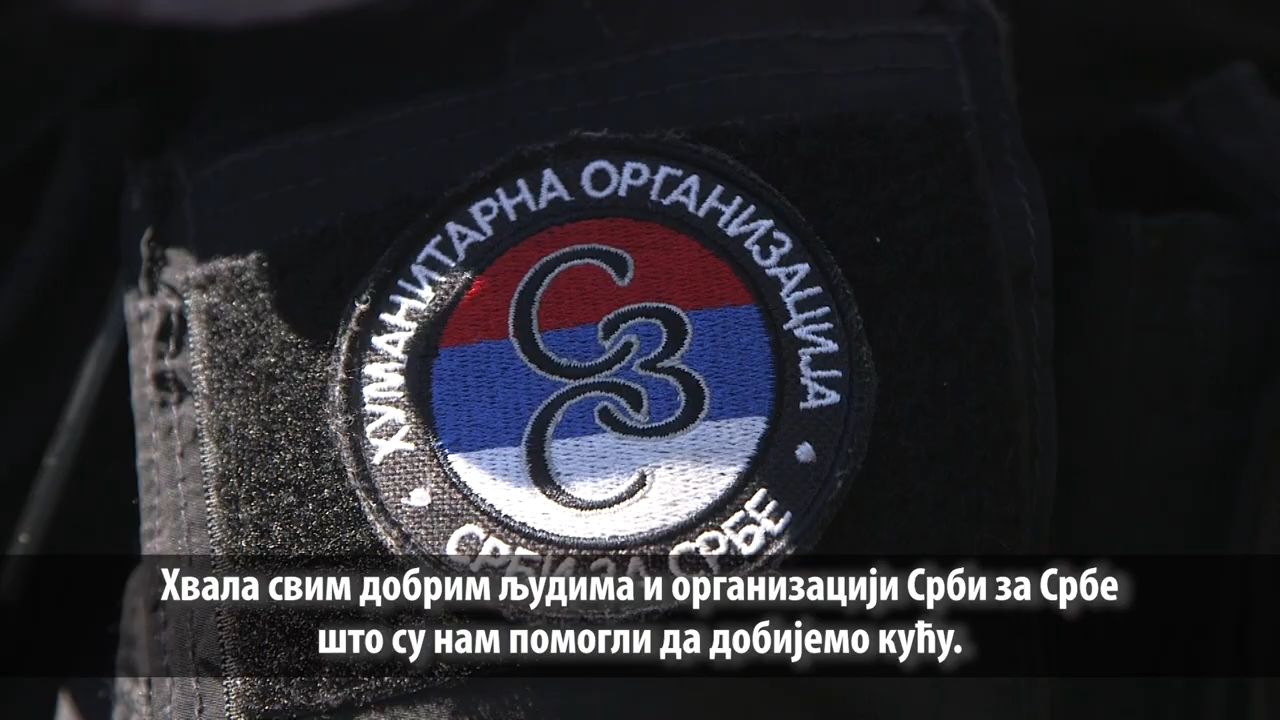 ХУМАНИТАРНА ОРГАНИЗАЦИЈА
СЗС
СРБИ ЗА СРБЕ
Хвала свим добрим људима и организацији Срби за Србе
што су нам помогли да добијемо кућу.